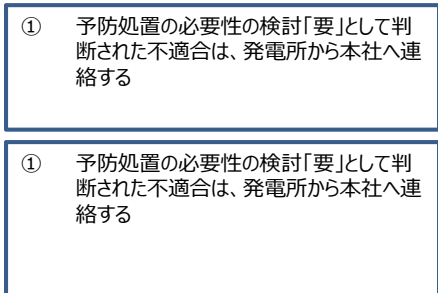 ① 予防処置の必要性の検討「要」として判
断された不適合は、発電所から本社へ連
絡する
① 予防処置の必要性の検討「要」として判
断された不適合は、発電所から本社へ連
絡する